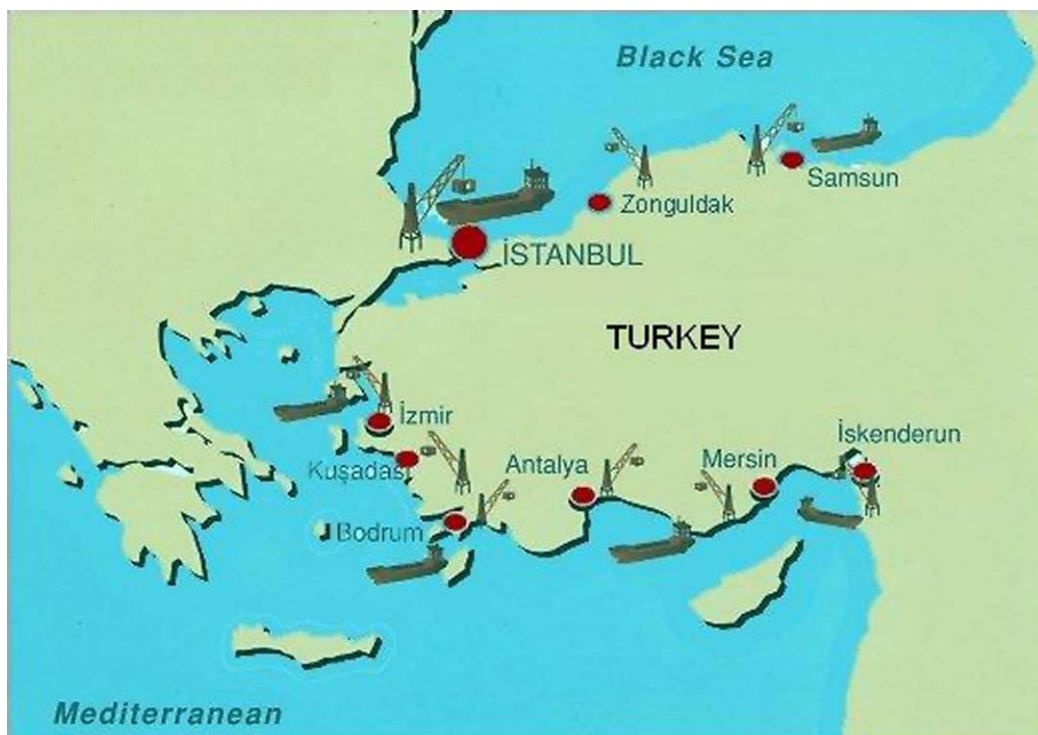 Black Sea
Samsun
Zonguldak
İSTANBUL
TURKEY
İzmir
İskenderun
Kuşadası
Antalya
Mersin
Bodrum
Mediterranean